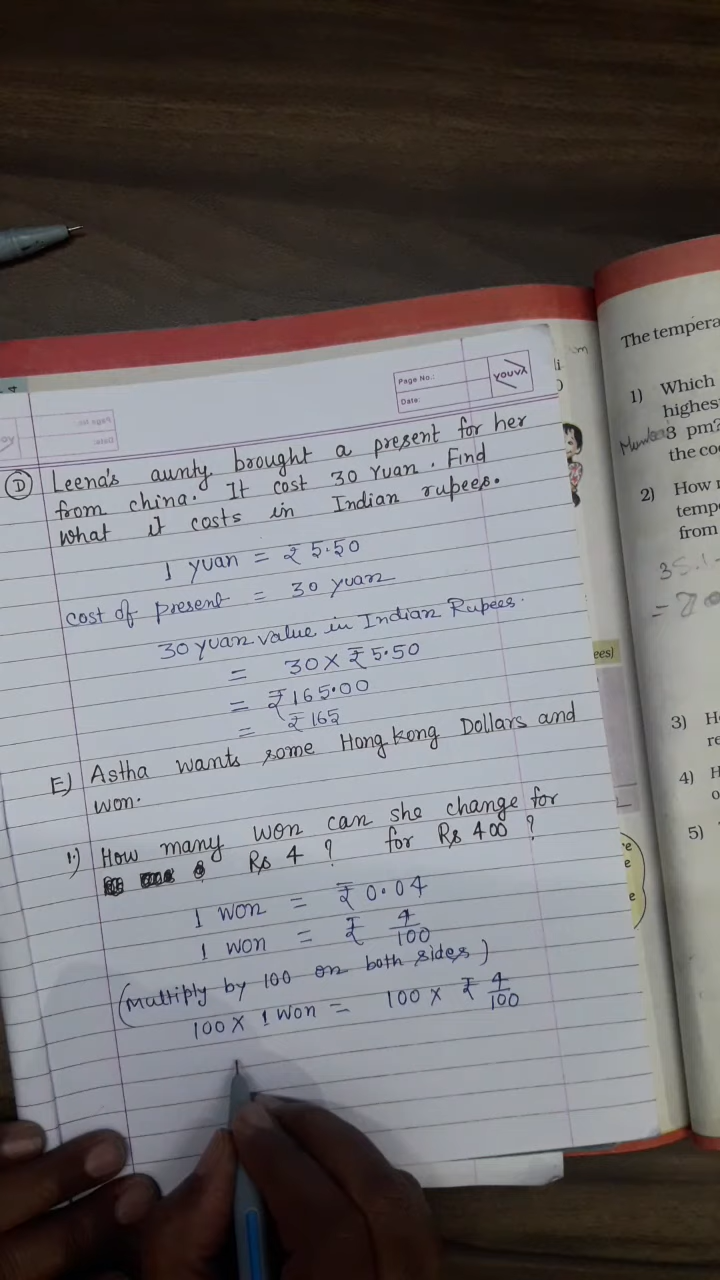 Page No.:
Date:
YOUVA
D Leena's aunty brought a present for her
from china. It cost 30 Yuan. Find
what it costs in Indian rupees.
1 yuan = ₹ 5.50
cost of present = 30 yuan
30 yuan value in Indian Rupees.
= 30 X ₹ 5.50
= ₹ 165.00
= ₹ 165
E) Astha wants some Hong kong Dollars and
won.
1.) How many won can she change for
Rs 4 ? for Rs 400 ?
1 won = ₹ 0.04
1 won = ₹ 4/100
(Multiply by 100 on both sides)
100 X 1 won = 100 X ₹ 4/100
The tempera
1) Which
highes
3 pm?
the co
2) How
temp
from
35.1
ees)
3) H
re
4) H
o
5)